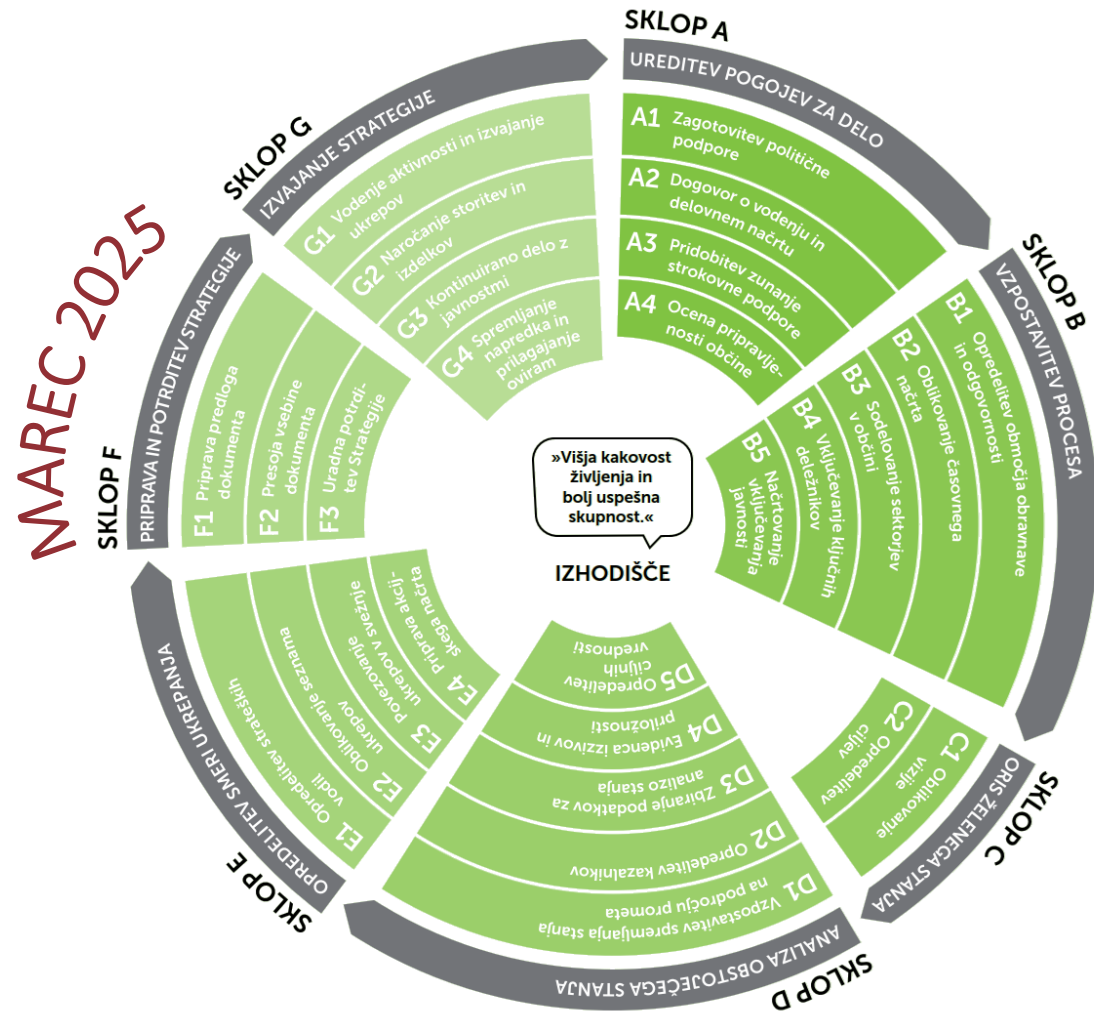 SKLOP A
UREDITEV POGOJEV ZA DELO
A1 Zagotovitev politične
podpore
A2 Dogovor o vodenju in
delovnem načrtu
A3 Pridobitev zunanje
strokovne podpore
A4 Ocena pripravlje-
nosti občine
SKLOP B
VZPOSTAVITEV PROCESA
B1 Opredelitev območja obravnave
in odgovornosti
B2 Oblikovanje časovnega
načrta
B3 Sodelovanje sektorjev
v občini
B4 Vključevanje ključnih
deležnikov
B5 Načrtovanje
vključevanja
javnosti
SKLOP C
ORIS ŽELENEGA STANJA
C1 Oblikovanje
vizije
C2 Opredelitev
ciljev
SKLOP D
ANALIZA OBSTOJEČEGA STANJA
D1 Vzpostavitev spremljanja stanja
na področju prometa
D2 Opredelitev kazalnikov
D3 Zbiranje podatkov za
analizo stanja
D4 Evidenca izzivov in
priložnosti
D5 Opredelitev
ciljnih
vrednosti
SKLOP E
OPREDELITEV SMERI UKREPANJA
E1 Opredelitev strateških
vodil
E2 Oblikovanje seznama
ukrepov
E3 Povezovanje
ukrepov v svežnje
E4 Priprava akcij-
skega načrta
SKLOP F
PRIPRAVA IN POTRDITEV STRATEGIJE
F1 Priprava predloga
dokumenta
F2 Presoja vsebine
dokumenta
F3 Uradna potrdi-
tev Strategije
MAREC 2025
SKLOP G
IZVAJANJE STRATEGIJE
G1 Vodenje aktivnosti in izvajanje
ukrepov
G2 Naročanje storitev in
izdelkov
G3 Kontinuirano delo z
javnostmi
G4 Spremljanje
napredka in
prilagajanje
oviram
»Višja kakovost
življenja in
bolj uspešna
skupnost.«
IZHODIŠČE